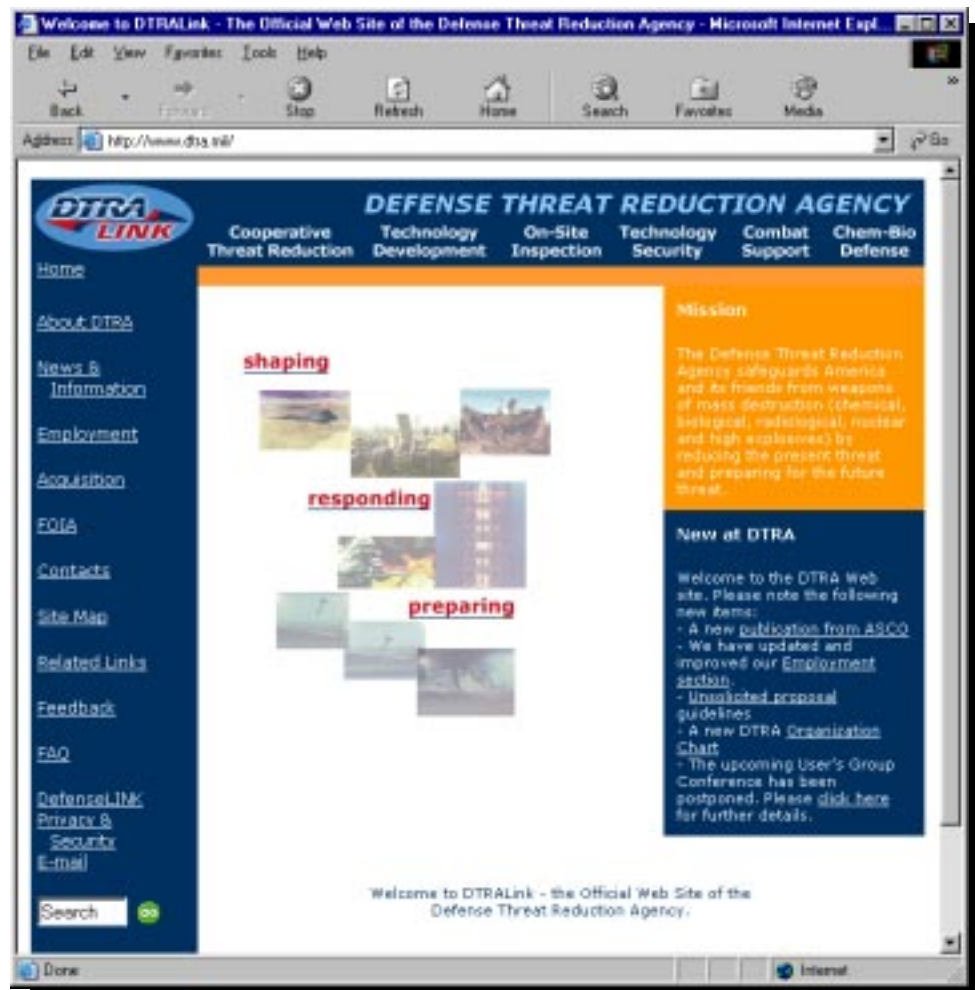 Welcome to DTRALink - The Official Web Site of the Defense Threat Reduction Agency - Microsoft Internet Expl...
File Edit View Favorites Tools Help
Back Forward Stop Refresh Home Search Favorites Media
Address http://www.dtra.mil/ Go
DTRA
LINK
DEFENSE THREAT REDUCTION AGENCY
Cooperative Threat Reduction
Technology Development
On-Site Inspection
Technology Security
Combat Support
Chem-Bio Defense
Home
About DTRA
News &
Information
Employment
Acquisition
FOIA
Contacts
Site Map
Related Links
Feedback
FAQ
DefenseLINK
Privacy &
Security
E-mail
Search GO
shaping
responding
preparing
Mission
The Defense Threat Reduction
Agency safeguards America
and its friends from weapons
of mass destruction (chemical,
biological, radiological, nuclear
and high explosives) by
reducing the present threat
and preparing for the future
threat.
New at DTRA
Welcome to the DTRA Web
site. Please note the following
new items:
- A new publication from ASCO
- We have updated and
improved our Employment
section.
- Unsolicited proposal
guidelines
- A new DTRA Organization
Chart
- The upcoming User's Group
Conference has been
postponed. Please click here
for further details.
Welcome to DTRALink - the Official Web Site of the
Defense Threat Reduction Agency.
Done
Internet